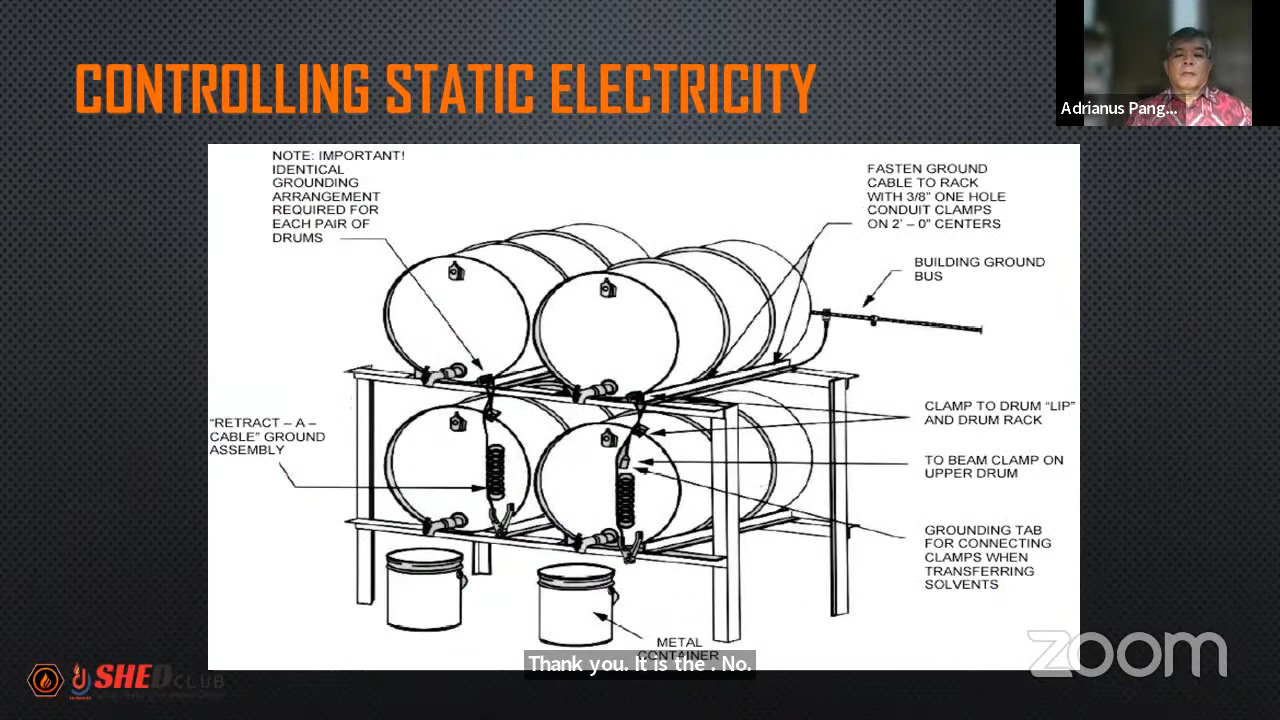 CONTROLLING STATIC ELECTRICITY
Adrianus Pang...
NOTE: IMPORTANT!
IDENTICAL
GROUNDING
ARRANGEMENT
REQUIRED FOR
EACH PAIR OF
DRUMS
FASTEN GROUND
CABLE TO RACK
WITH 3/8" ONE HOLE
CONDUIT CLAMPS
ON 2' – 0" CENTERS
BUILDING GROUND
BUS
"RETRACT – A –
CABLE" GROUND
ASSEMBLY
CLAMP TO DRUM "LIP"
AND DRUM RACK
TO BEAM CLAMP ON
UPPER DRUM
GROUNDING TAB
FOR CONNECTING
CLAMPS WHEN
TRANSFERRING
SOLVENTS
METAL
CONTAINER
Thank you. It is the . No.
SHED CLUB
zoom